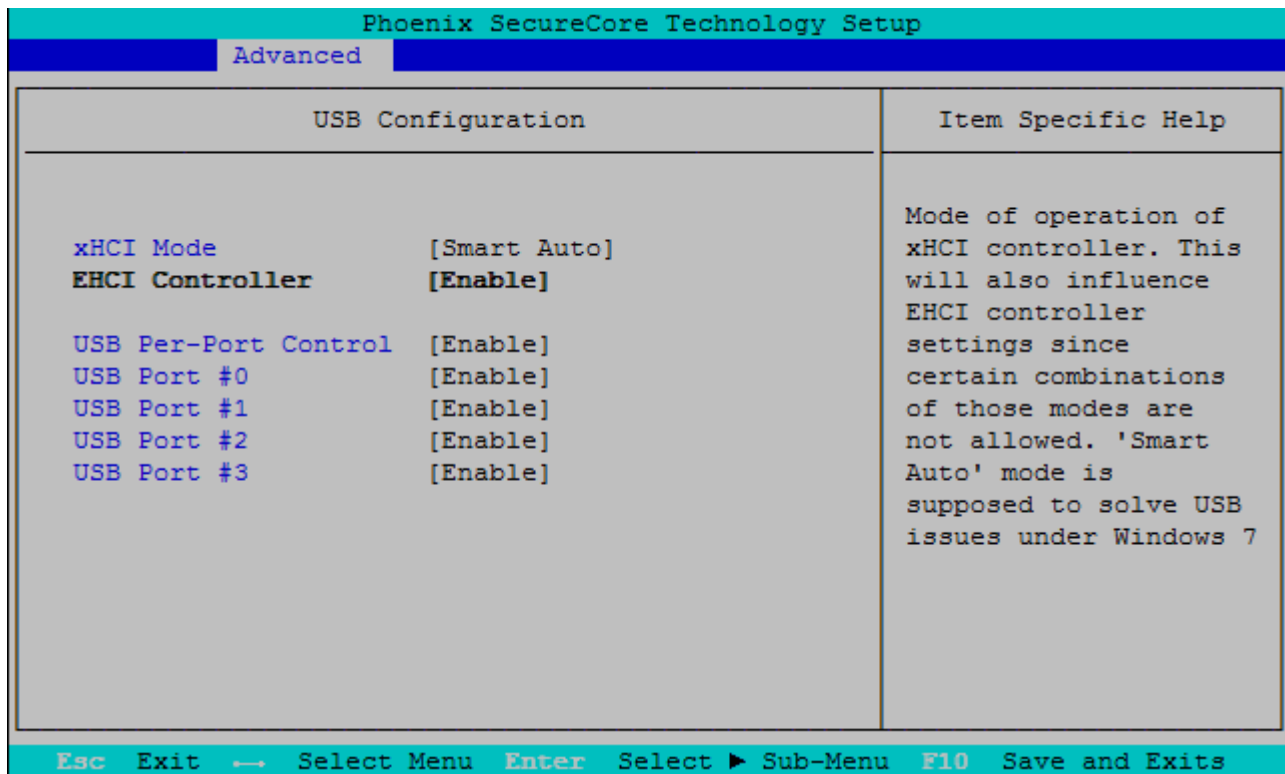 Phoenix SecureCore Technology Setup
Advanced
USB Configuration
xHCI Mode [Smart Auto]
EHCI Controller [Enable]
USB Per-Port Control [Enable]
USB Port #0 [Enable]
USB Port #1 [Enable]
USB Port #2 [Enable]
USB Port #3 [Enable]
Item Specific Help
Mode of operation of
xHCI controller. This
will also influence
EHCI controller
settings since
certain combinations
of those modes are
not allowed. 'Smart
Auto' mode is
supposed to solve USB
issues under Windows 7
Esc Exit ↔ Select Menu Enter Select ► Sub-Menu F10 Save and Exits